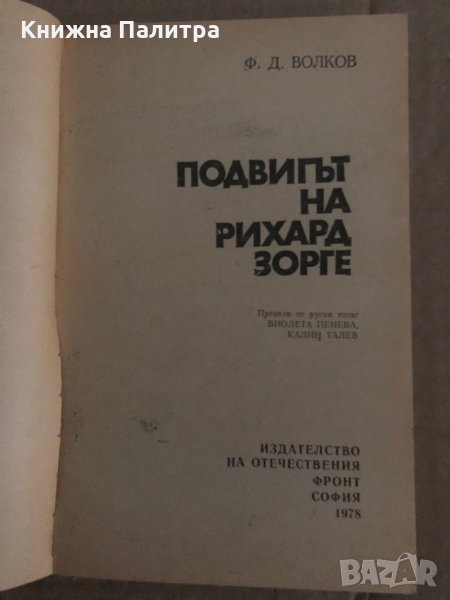 Книжна Палитра
Ф. Д. ВОЛКОВ
ПОДВИГЪТ
НА
РИХАРД
ЗОРГЕ
Превели от руски език:
ВИОЛЕТА ПЕНЕВА,
КАЛИН ТАЛЕВ
ИЗДАТЕЛСТВО
НА ОТЕЧЕСТВЕНИЯ
ФРОНТ
СОФИЯ
1978
BAZAR